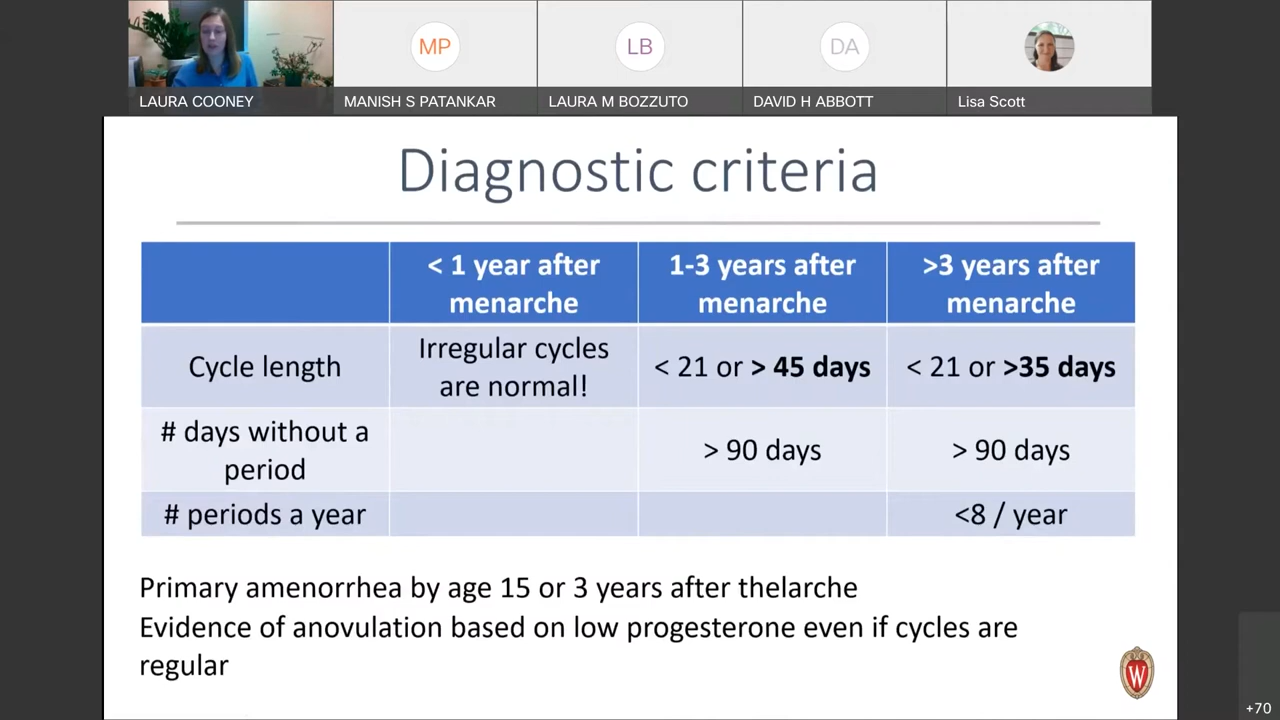 MP
LB
DA
LAURA COONEY
MANISH S PATANKAR
LAURA M BOZZUTO
DAVID H ABBOTT
Lisa Scott
Diagnostic criteria
< 1 year after
menarche
1-3 years after
menarche
>3 years after
menarche
Cycle length
Irregular cycles
are normal!
< 21 or > 45 days
< 21 or >35 days
# days without a
period
> 90 days
> 90 days
# periods a year
<8 / year
Primary amenorrhea by age 15 or 3 years after thelarche
Evidence of anovulation based on low progesterone even if cycles are
regular
W
+70